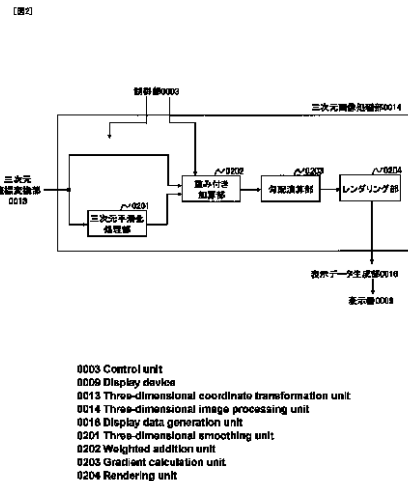 [図2]
制御部0003
三次元画像処理部0014
三次元
座標変換部
0013
0202
重み付き
加算部
0203
勾配演算部
0204
レンダリング部
0201
三次元平滑化
処理部
表示データ生成部0016
表示器0009
0003 Control unit
0009 Display device
0013 Three-dimensional coordinate transformation unit
0014 Three-dimensional image processing unit
0016 Display data generation unit
0201 Three-dimensional smoothing unit
0202 Weighted addition unit
0203 Gradient calculation unit
0204 Rendering unit